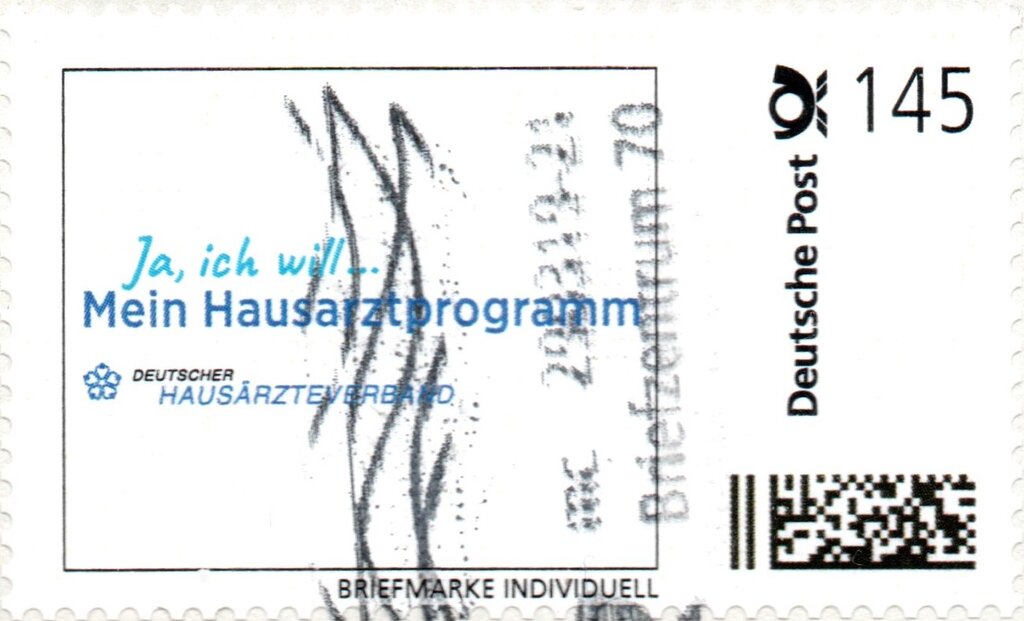 145
Deutsche Post
Ja, ich will...
Mein Hausarztprogramm
DEUTSCHER
HAUSÄRZTEVERBAND
Briefzentrum 70
BRIEFMARKE INDIVIDUELL